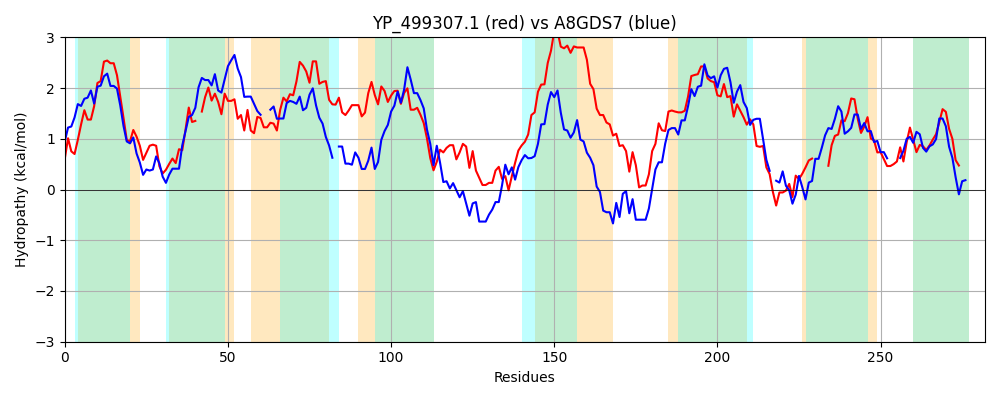 YP_499307.1 (red) vs A8GDS7 (blue)
Hydropathy (kcal/mol)
3
2
1
0
−1
−2
−3
0 50 100 150 200 250
Residues